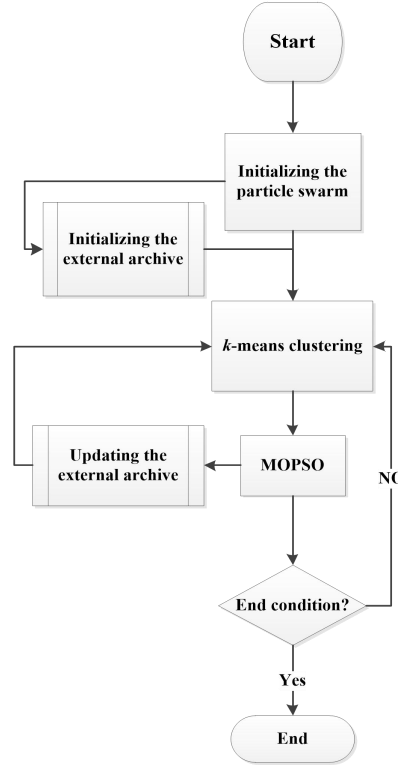 Start
Initializing the
particle swarm
Initializing the
external archive
k-means clustering
Updating the
external archive
MOPSO
NO
End condition?
Yes
End